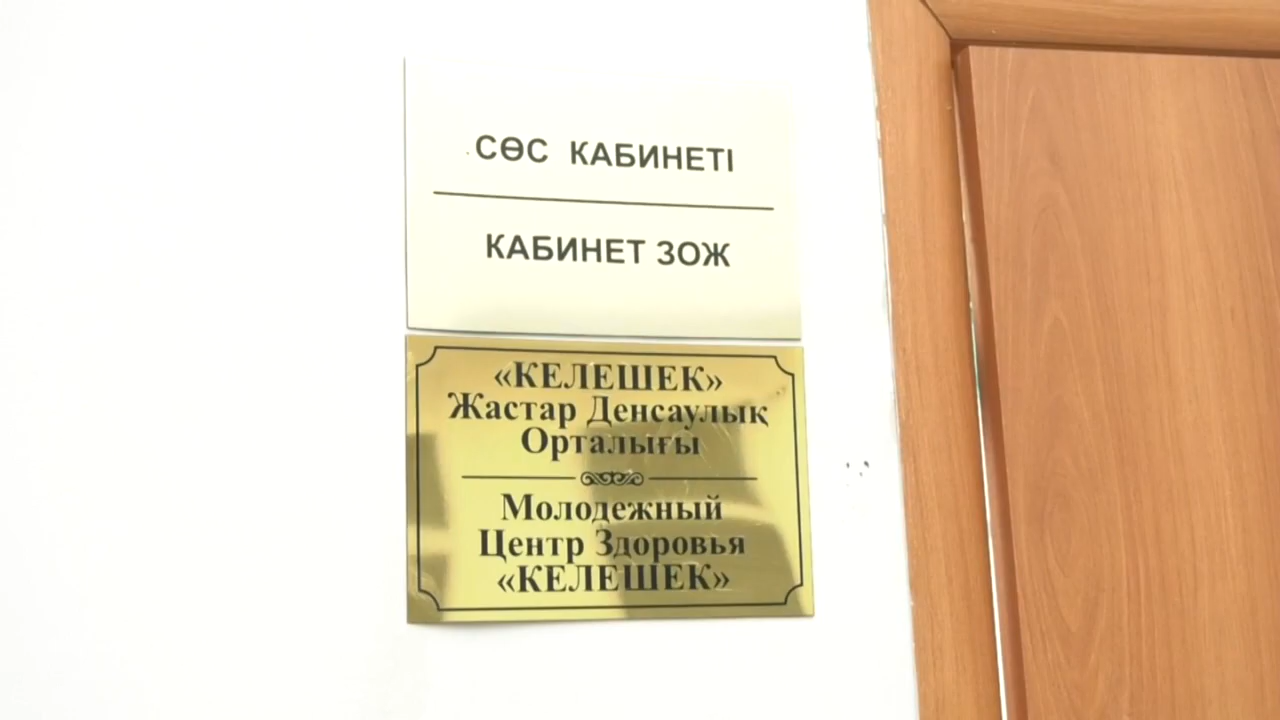 СӨС КАБИНЕТІ
КАБИНЕТ ЗОЖ
«КЕЛЕШЕК»
Жастар Денсаулық
Орталығы
Молодежный
Центр Здоровья
«КЕЛЕШЕК»